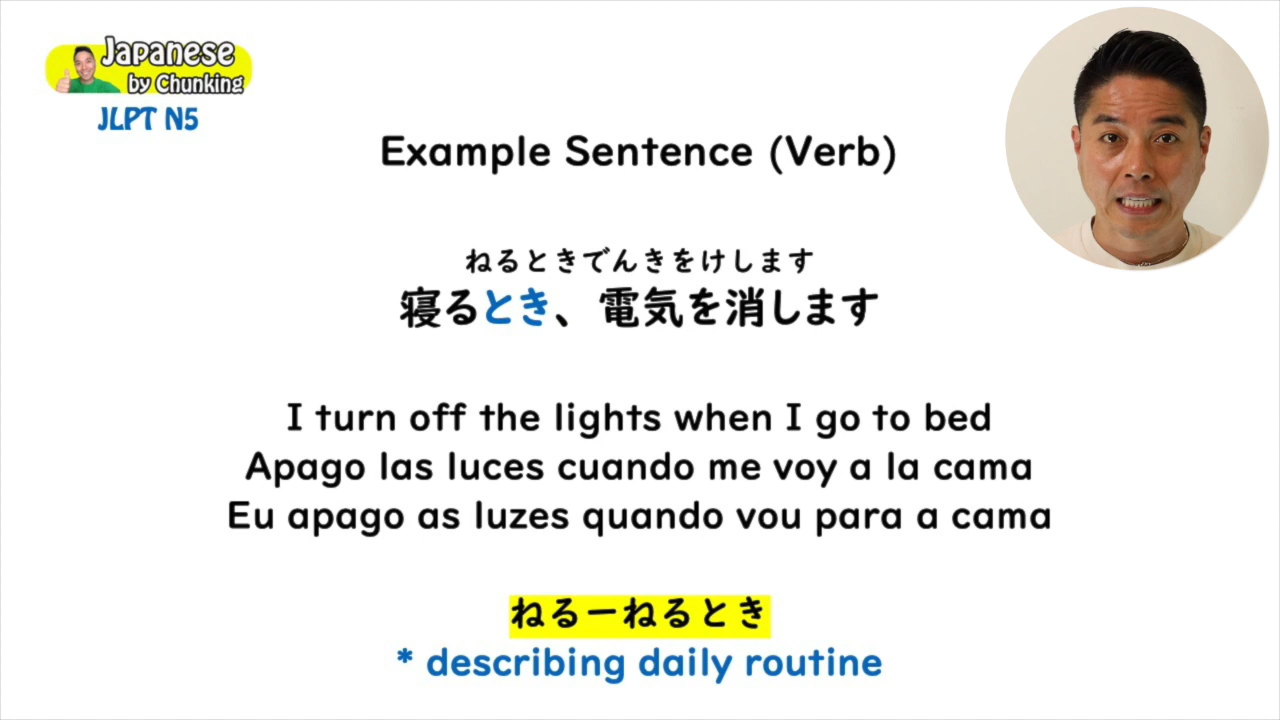 Japanese
by Chunking
JLPT N5
Example Sentence (Verb)
ねるときでんきをけします
寝るとき、電気を消します
I turn off the lights when I go to bed
Apago las luces cuando me voy a la cama
Eu apago as luzes quando vou para a cama
ねるーねるとき
* describing daily routine